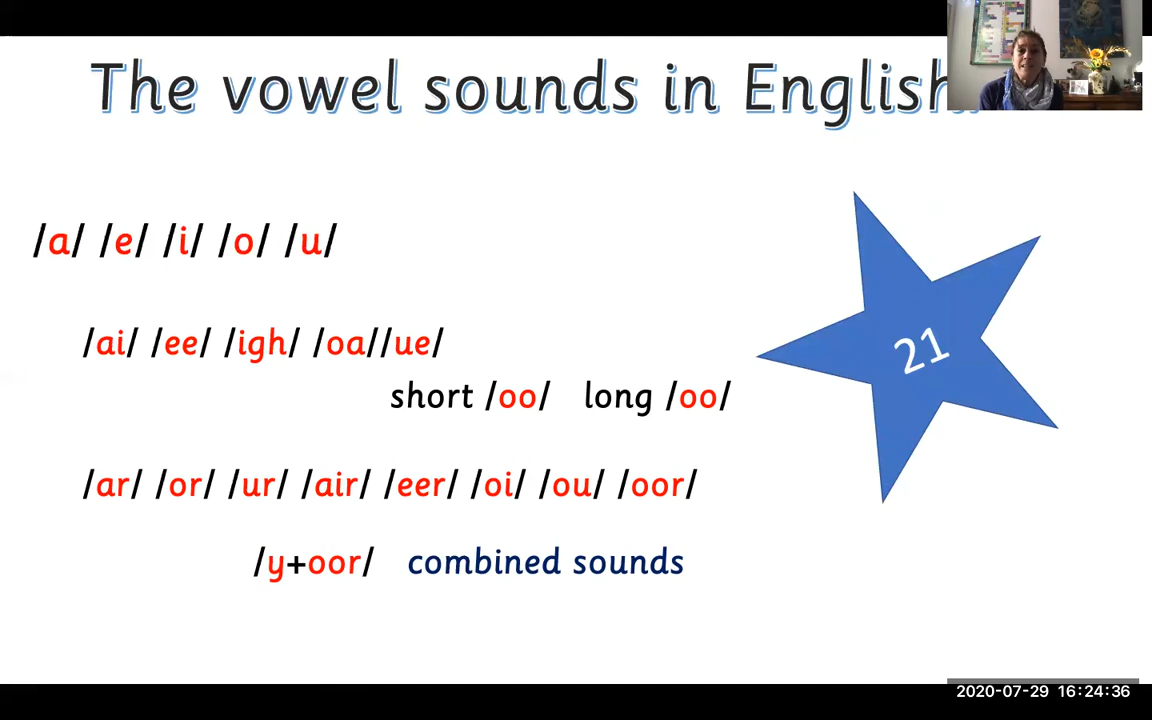 The vowel sounds in English.
/a/ /e/ /i/ /o/ /u/
/ai/ /ee/ /igh/ /oa//ue/
short /oo/ long /oo/
21
/ar/ /or/ /ur/ /air/ /eer/ /oi/ /ou/ /oor/
/y+oor/ combined sounds
2020-07-29 16:24:36